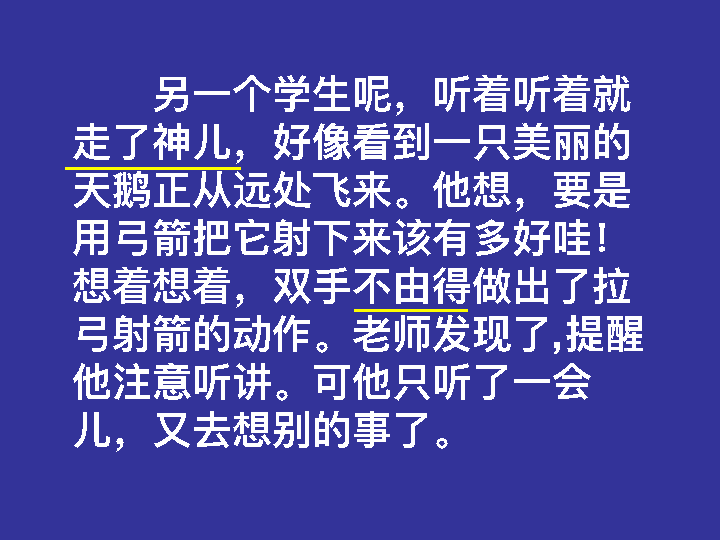 另一个学生呢，听着听着就
走了神儿，好像看到一只美丽的
天鹅正从远处飞来。他想，要是
用弓箭把它射下来该有多好哇！
想着想着，双手不由得做出了拉
弓射箭的动作。老师发现了,提醒
他注意听讲。可他只听了一会
儿，又去想别的事了。